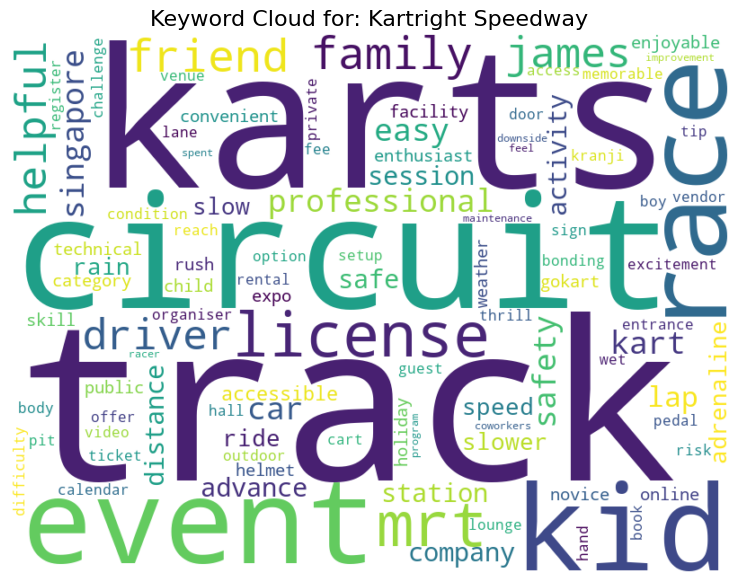 Keyword Cloud for: Kartright Speedway
karts
friend
family
james
enjoyable
improvement
access
memorable
venue
challenge
register
helpful
singapore
convenient
lane
spent
private
fee
facility
easy
enthusiast
session
door
downside
feel
activity
kranji
race
tip
boy
vendor
professional
maintenance
condition
slow
reach
technical
category
rain
rush
child
option
rental
expo
setup
safe
weather
sign
bonding
gokart
excitement
circuit
organiser
thrill
skill
driver
racer
license
safety
entrance
kart
wet
adrenaline
track
public
body
offer
pit
video
ticket
distance
accessible
hall
car
ride
outdoor
helmet
guest
cart
holiday
program
coworkers
speed
slower
lap
pedal
risk
difficulty
calendar
advance
station
novice
online
event
mrt
lounge
company
hand
book
kid